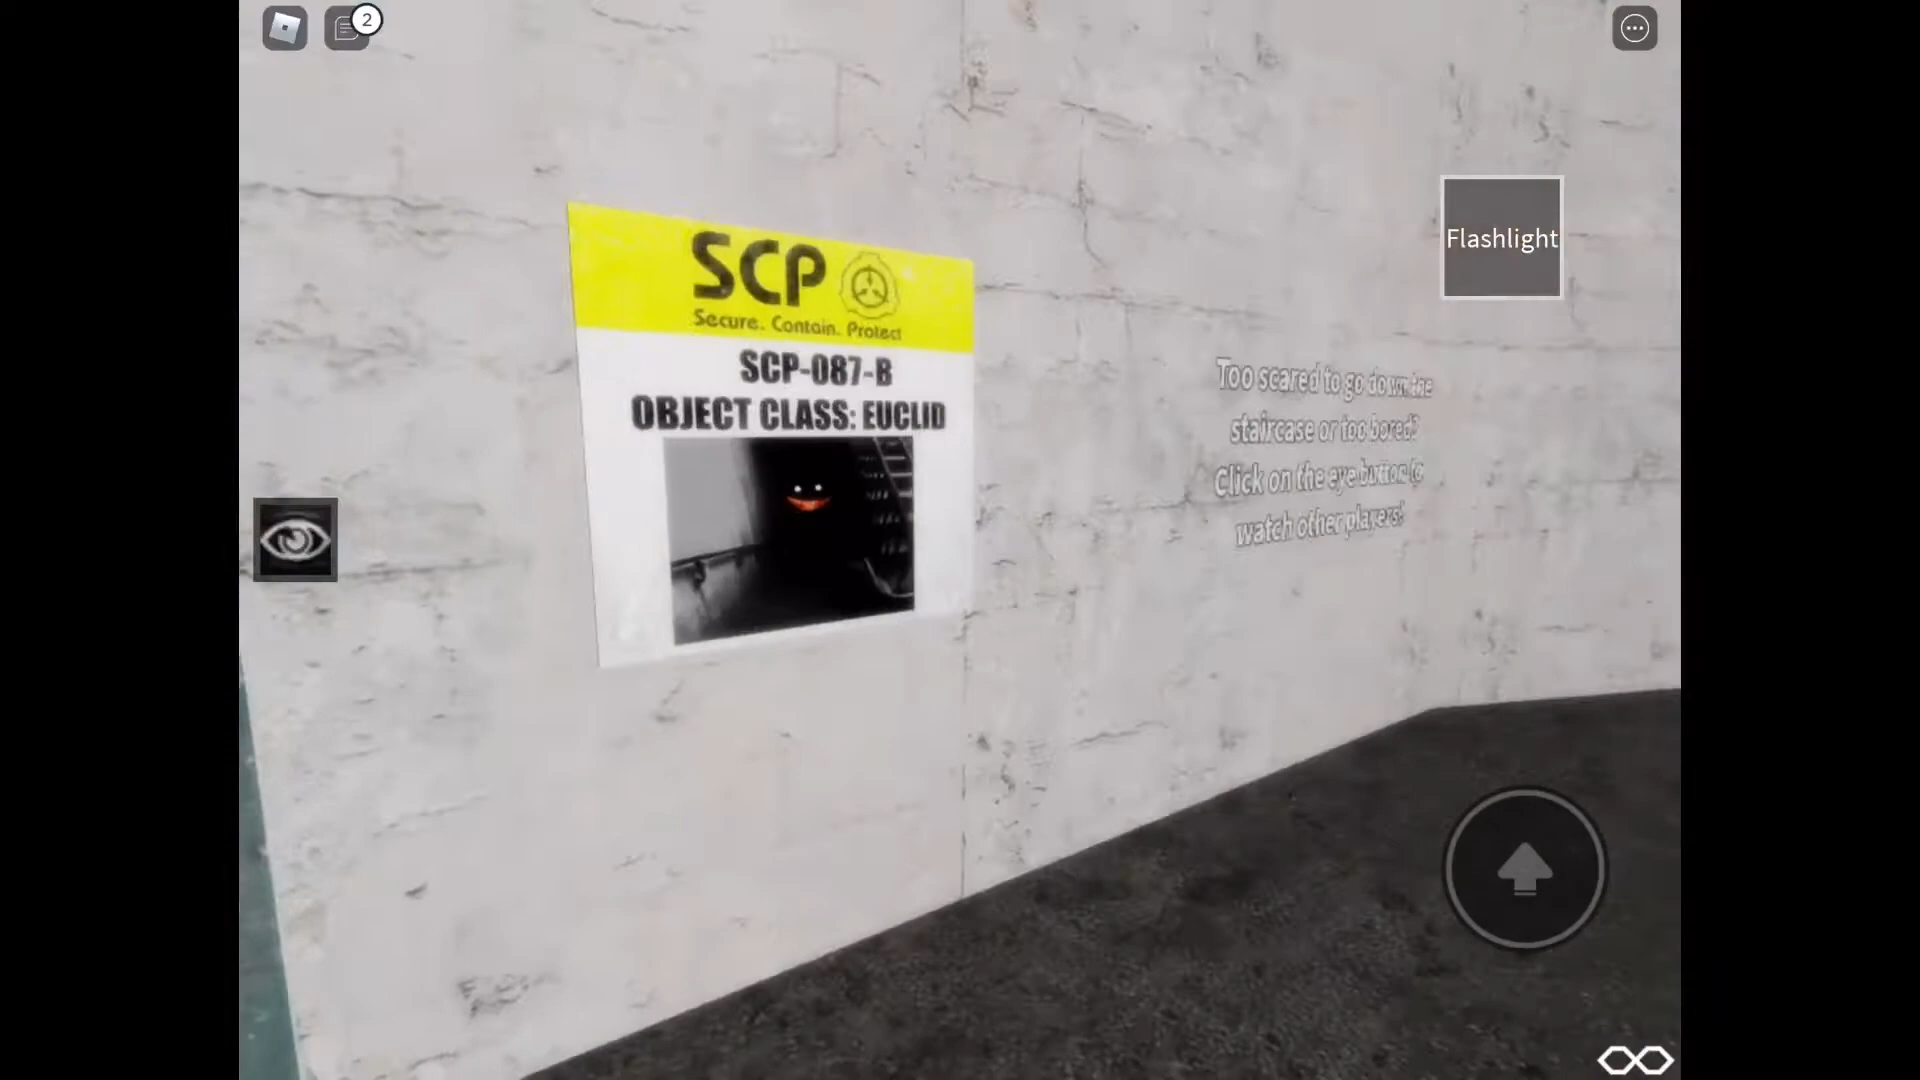 2
Flashlight
SCP
Secure. Contain. Protect
SCP-087-B
OBJECT CLASS: EUCLID
Too scared to go down the
staircase or too bored?
Click on the eye button to
watch other players!